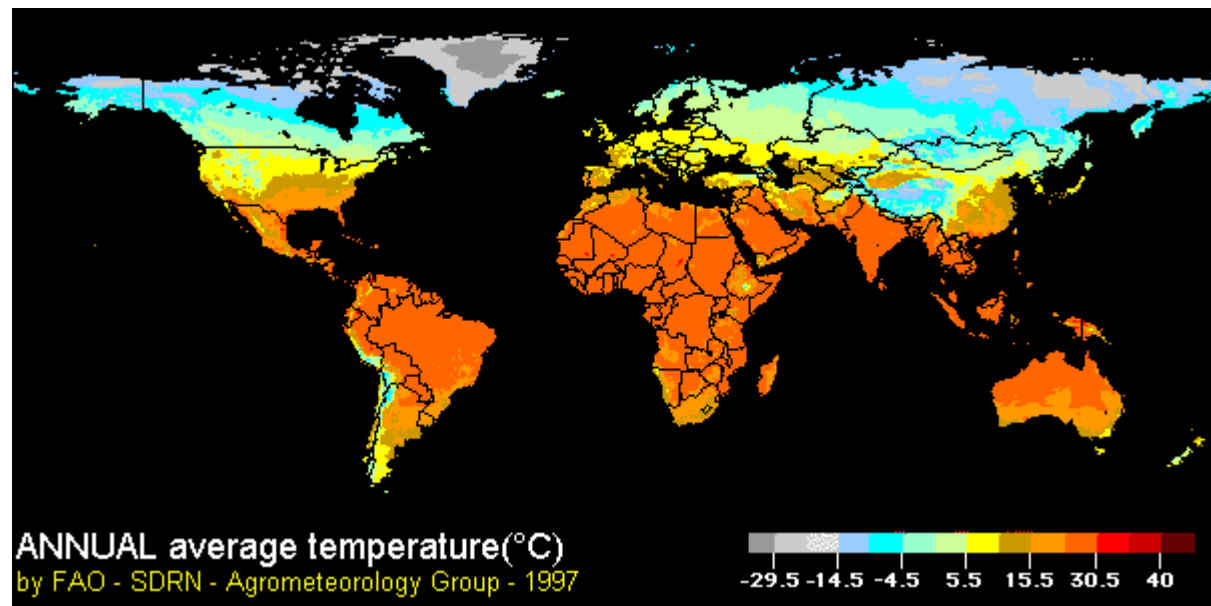 ANNUAL average temperature(°C)
by FAO - SDRN - Agrometeorology Group - 1997
-29.5 -14.5 -4.5 5.5 15.5 30.5 40